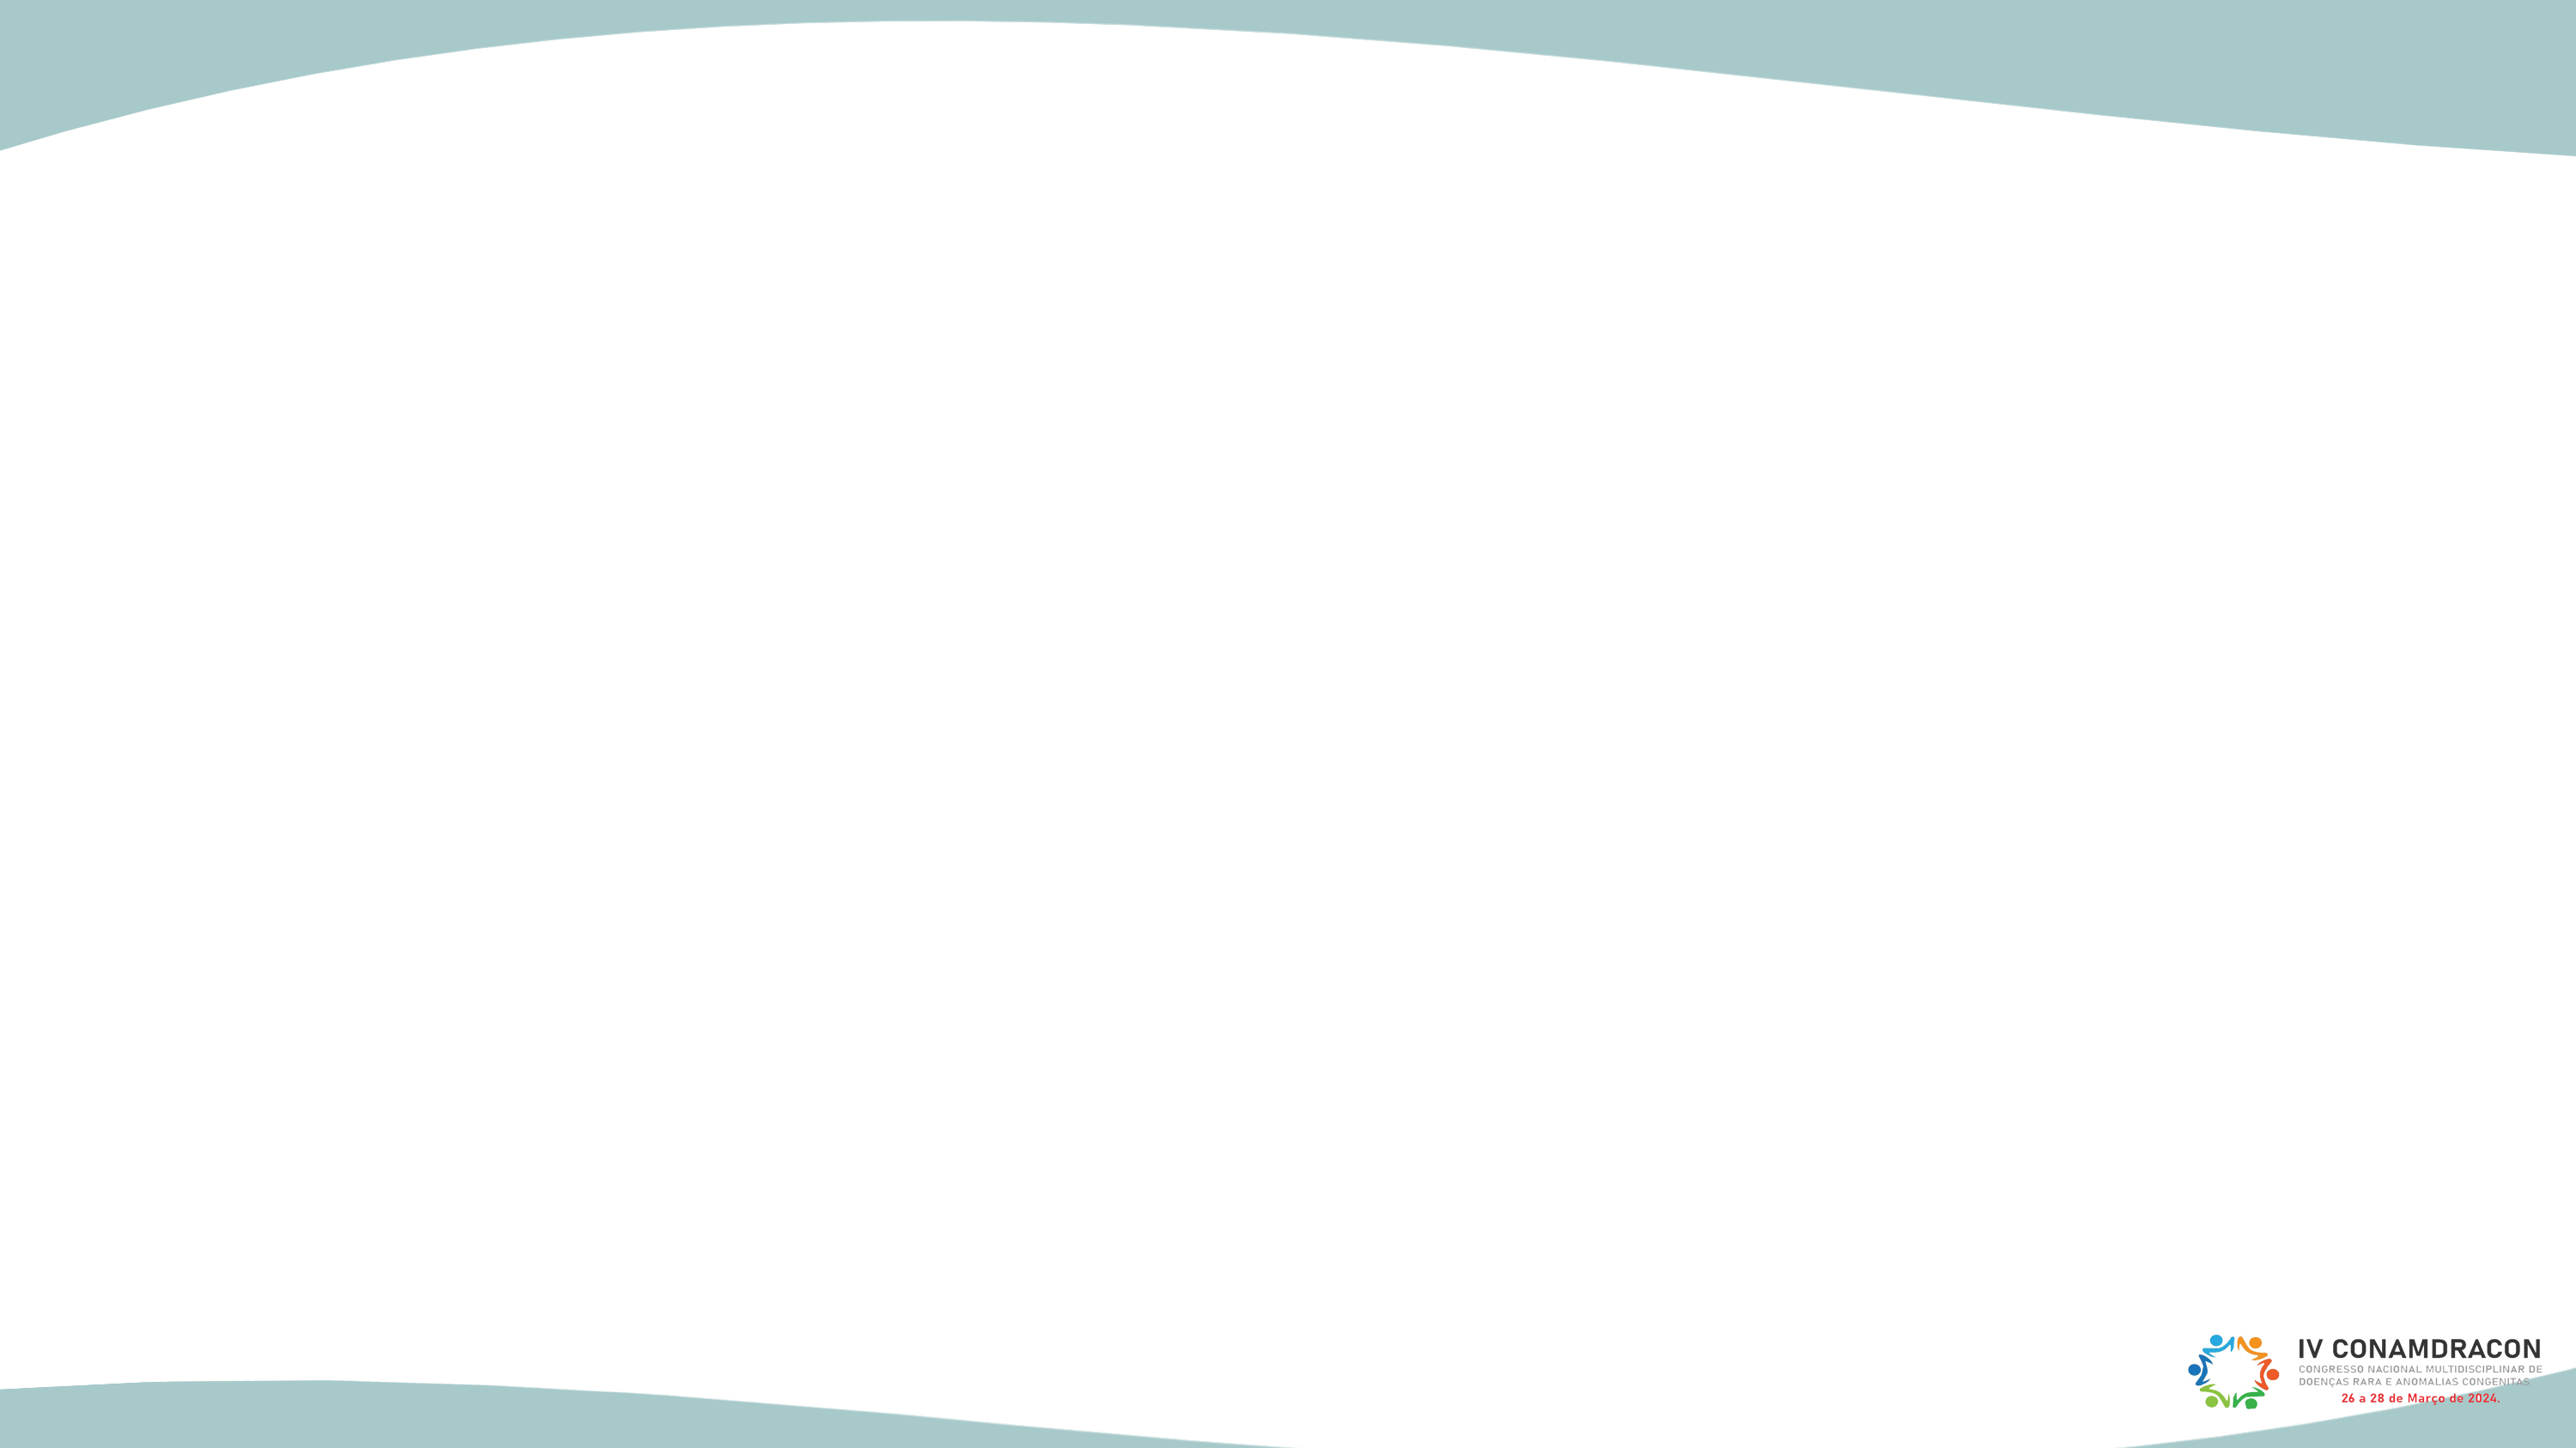 IV CONAMDRACON
CONGRESSO NACIONAL MULTIDISCIPLINAR DE
DOENÇAS RARA E ANOMALIAS CONGENITAS
26 a 28 de Março de 2024.